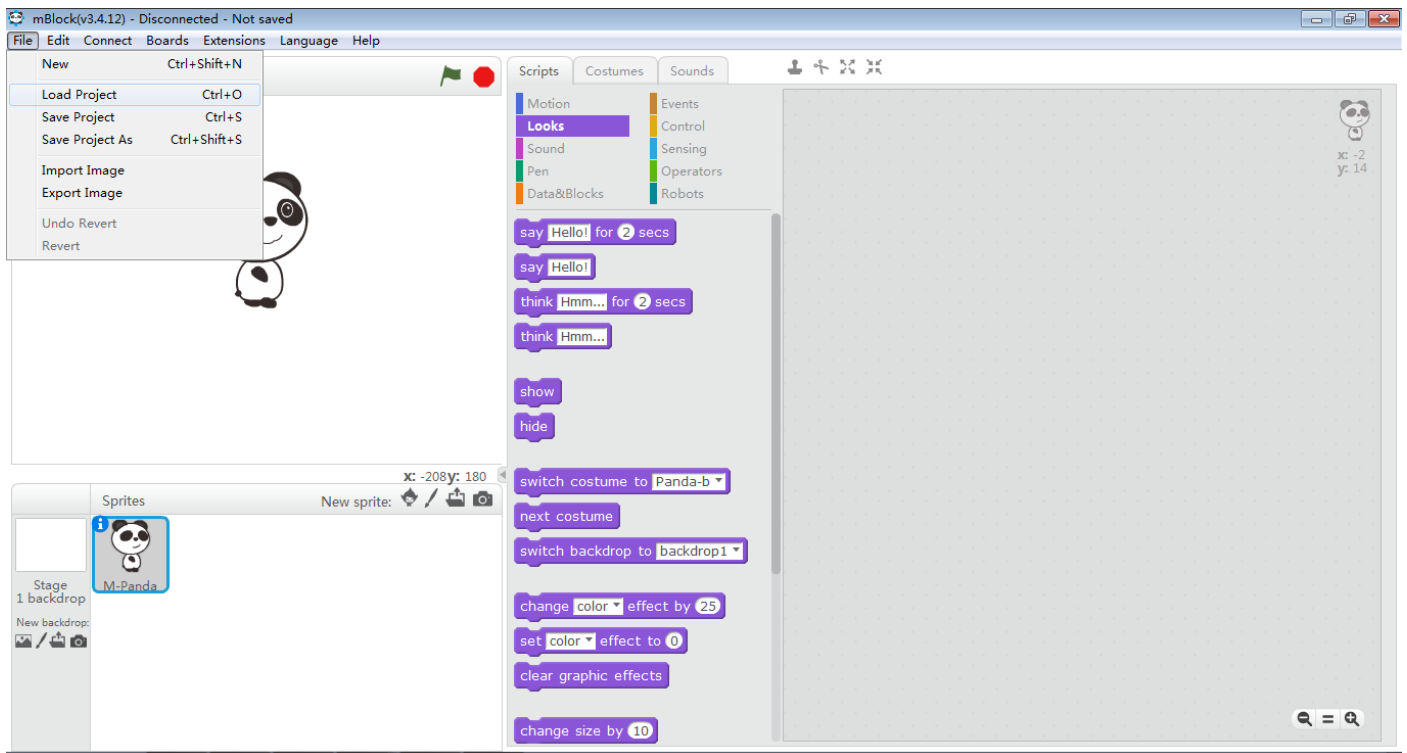 mBlock(v3.4.12) - Disconnected - Not saved
File Edit Connect Boards Extensions Language Help
New Ctrl+Shift+N
Load Project Ctrl+O
Save Project Ctrl+S
Save Project As Ctrl+Shift+S
Import Image
Export Image
Undo Revert
Revert
x: -208 y: 180
Sprites New sprite:
Stage
1 backdrop
New backdrop:
M-Panda
Scripts Costumes Sounds
Motion Events
Looks Control
Sound Sensing
Pen Operators
Data&Blocks Robots
say Hello! for 2 secs
say Hello!
think Hmm... for 2 secs
think Hmm...
show
hide
switch costume to Panda-b
next costume
switch backdrop to backdrop1
change color effect by 25
set color effect to 0
clear graphic effects
change size by 10
x: -2
y: 14